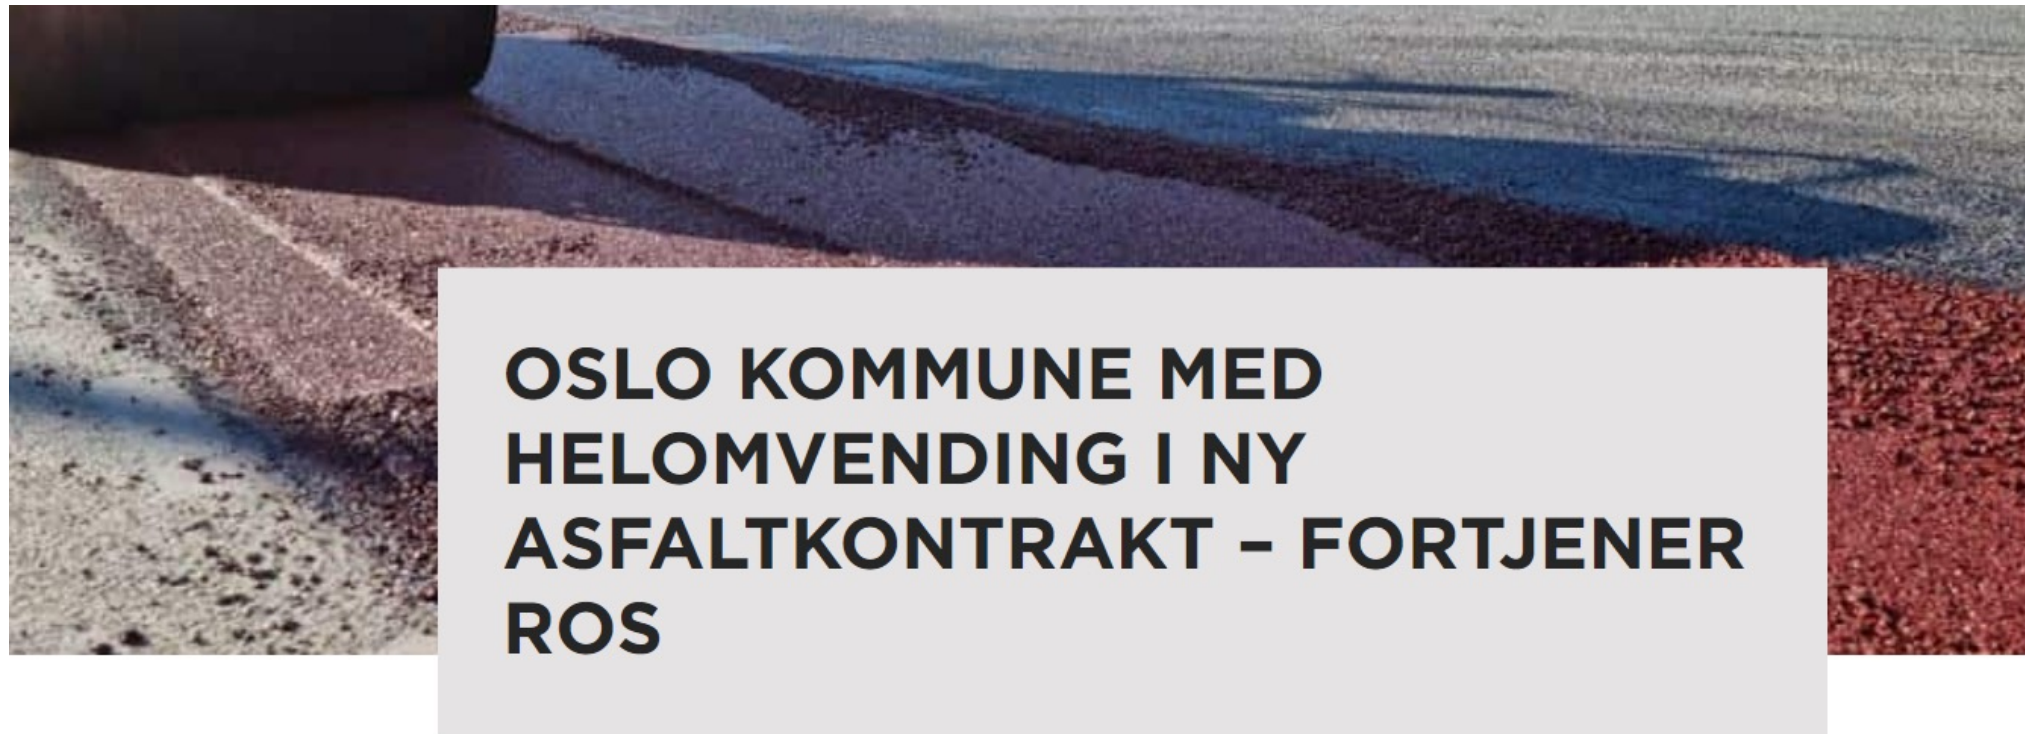 OSLO KOMMUNE MED
HELOMVENDING I NY
ASFALTKONTRAKT – FORTJENER
ROS